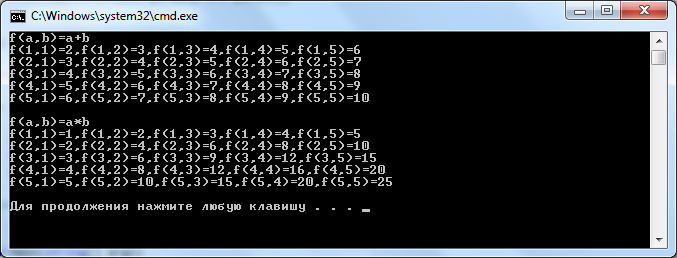 C:\Windows\system32\cmd.exe
f(a,b)=a+b
f(1,1)=2,f(1,2)=3,f(1,3)=4,f(1,4)=5,f(1,5)=6
f(2,1)=3,f(2,2)=4,f(2,3)=5,f(2,4)=6,f(2,5)=7
f(3,1)=4,f(3,2)=5,f(3,3)=6,f(3,4)=7,f(3,5)=8
f(4,1)=5,f(4,2)=6,f(4,3)=7,f(4,4)=8,f(4,5)=9
f(5,1)=6,f(5,2)=7,f(5,3)=8,f(5,4)=9,f(5,5)=10
f(a,b)=a*b
f(1,1)=1,f(1,2)=2,f(1,3)=3,f(1,4)=4,f(1,5)=5
f(2,1)=2,f(2,2)=4,f(2,3)=6,f(2,4)=8,f(2,5)=10
f(3,1)=3,f(3,2)=6,f(3,3)=9,f(3,4)=12,f(3,5)=15
f(4,1)=4,f(4,2)=8,f(4,3)=12,f(4,4)=16,f(4,5)=20
f(5,1)=5,f(5,2)=10,f(5,3)=15,f(5,4)=20,f(5,5)=25
Для продолжения нажмите любую клавишу . . . _